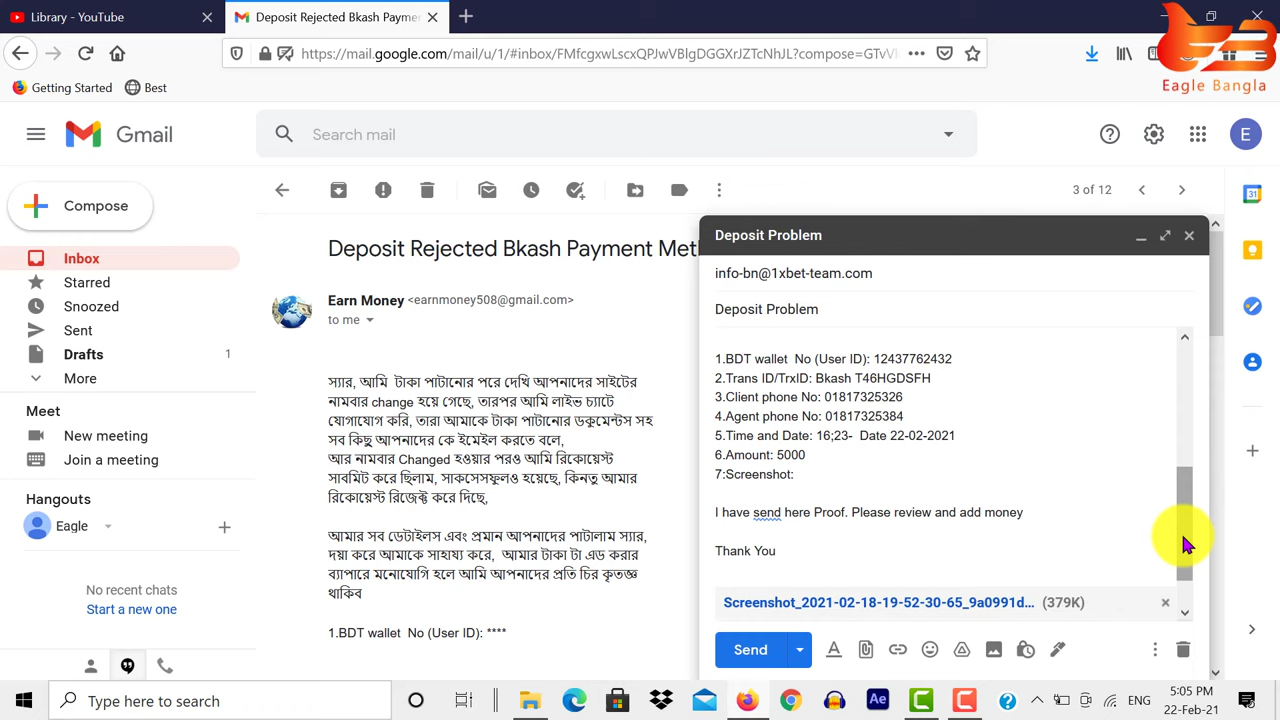 Library - YouTube
Deposit Rejected Bkash Payme
https://mail.google.com/mail/u/1/#inbox/FMfcgxwLscxQPJwVBlgDGGXrJZTcNhJL?compose=GTvVl
Getting Started
Best
Eagle Bangla
Gmail
Search mail
E
Compose
3 of 12
Inbox
Starred
Snoozed
Sent
Drafts
1
More
Meet
New meeting
Join a meeting
Hangouts
Eagle
No recent chats
Start a new one
Deposit Rejected Bkash Payment Met
Earn Money <earnmoney508@gmail.com>
to me
স্যার, আমি টাকা পাটানোর পরে দেখি আপনাদের সাইটের
নামবার change হয়ে গেছে, তারপর আমি লাইভ চ্যাটে
যোগাযোগ করি, তারা আমাকে টাকা পাটানোর ডকুমেন্টস সহ
সব কিছু আপনাদের কে ইমেইল করতে বলে,
আর নামবার Changed হওয়ার পরও আমি রিকোয়েস্ট
সাবমিট করে ছিলাম, সাকসেসফুলও হয়েছে, কিনতু আমার
রিকোয়েস্ট রিজেক্ট করে দিছে,
আমার সব ডেটাইলস এবং প্রমান আপনাদের পাটালাম স্যার,
দয়া করে আমাকে সাহায্য করে, আমার টাকা টা এড করার
ব্যাপারে মনোযোগি হলে আমি আপনাদের প্রতি চির কৃতজ্ঞ
থাকিব
1.BDT wallet No (User ID): ****
Deposit Problem
info-bn@1xbet-team.com
Deposit Problem
1.BDT wallet No (User ID): 12437762432
2.Trans ID/TrxID: Bkash T46HGDSFH
3.Client phone No: 01817325326
4.Agent phone No: 01817325384
5.Time and Date: 16;23- Date 22-02-2021
6.Amount: 5000
7:Screenshot:
I have send here Proof. Please review and add money
Thank You
Screenshot_2021-02-18-19-52-30-65_9a0991d... (379K)
Send
31
Type here to search
Ae
ENG
5:05 PM
22-Feb-21